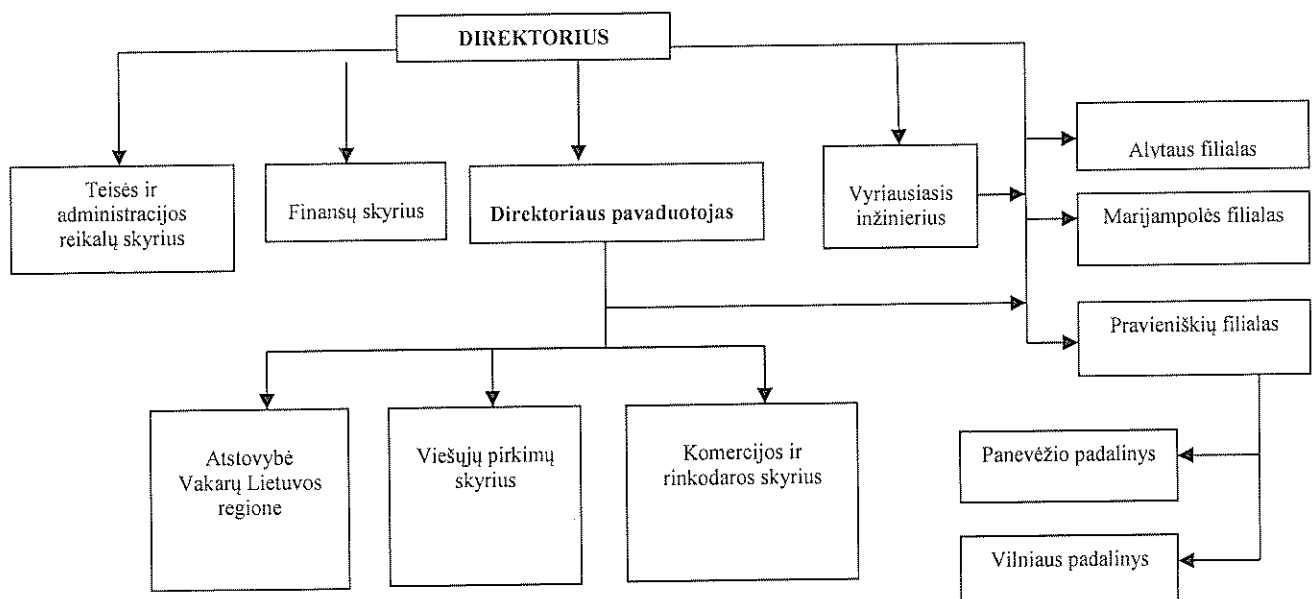 DIREKTORIUS
Teisės ir
administracijos
reikalų skyrius
Finansų skyrius
Direktoriaus pavaduotojas
Vyriausiasis
inžinierius
Alytaus filialas
Marijampolės filialas
Pravieniškių filialas
Atstovybė
Vakarų Lietuvos
regione
Viešųjų pirkimų
skyrius
Komercijos ir
rinkodaros skyrius
Panevėžio padalinys
Vilniaus padalinys